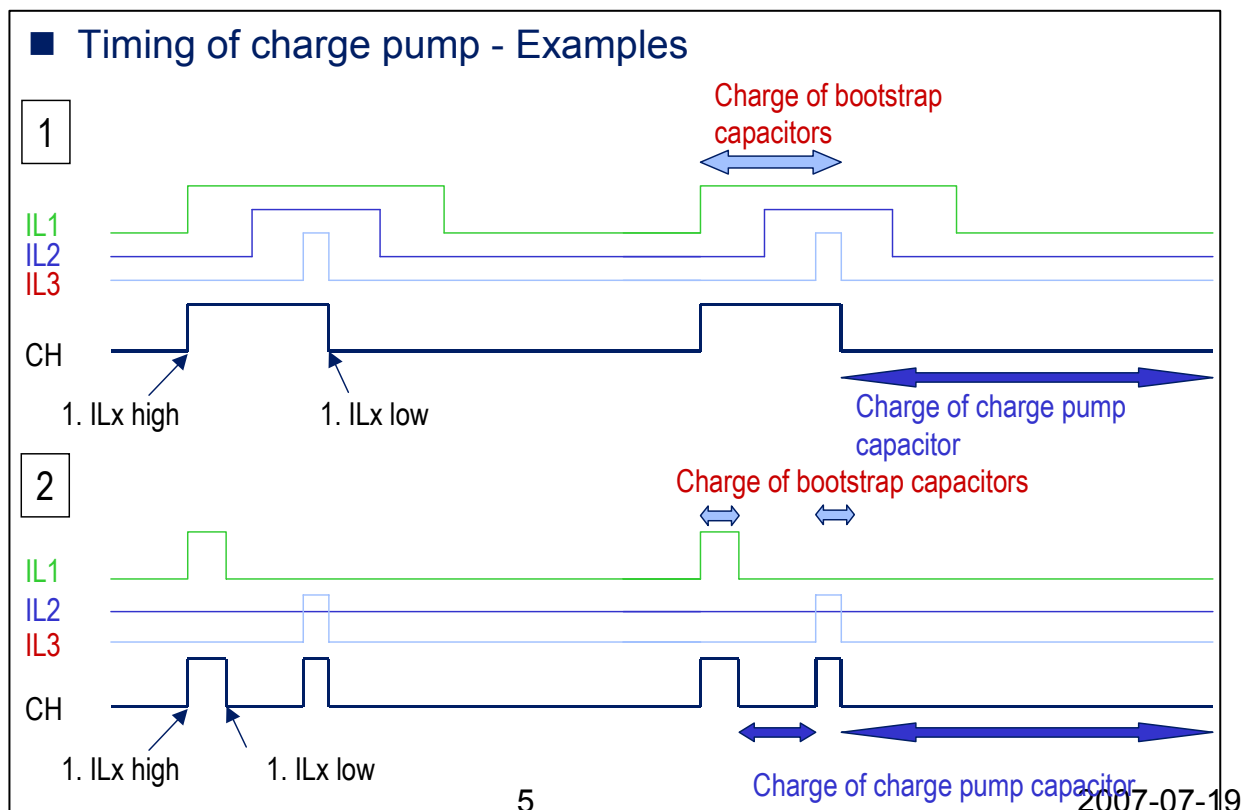 ■ Timing of charge pump - Examples
1
Charge of bootstrap
capacitors
IL1
IL2
IL3
CH
1. ILx high
1. ILx low
Charge of charge pump
capacitor
2
Charge of bootstrap capacitors
IL1
IL2
IL3
CH
1. ILx high
1. ILx low
Charge of charge pump capacitor
5
2007-07-19